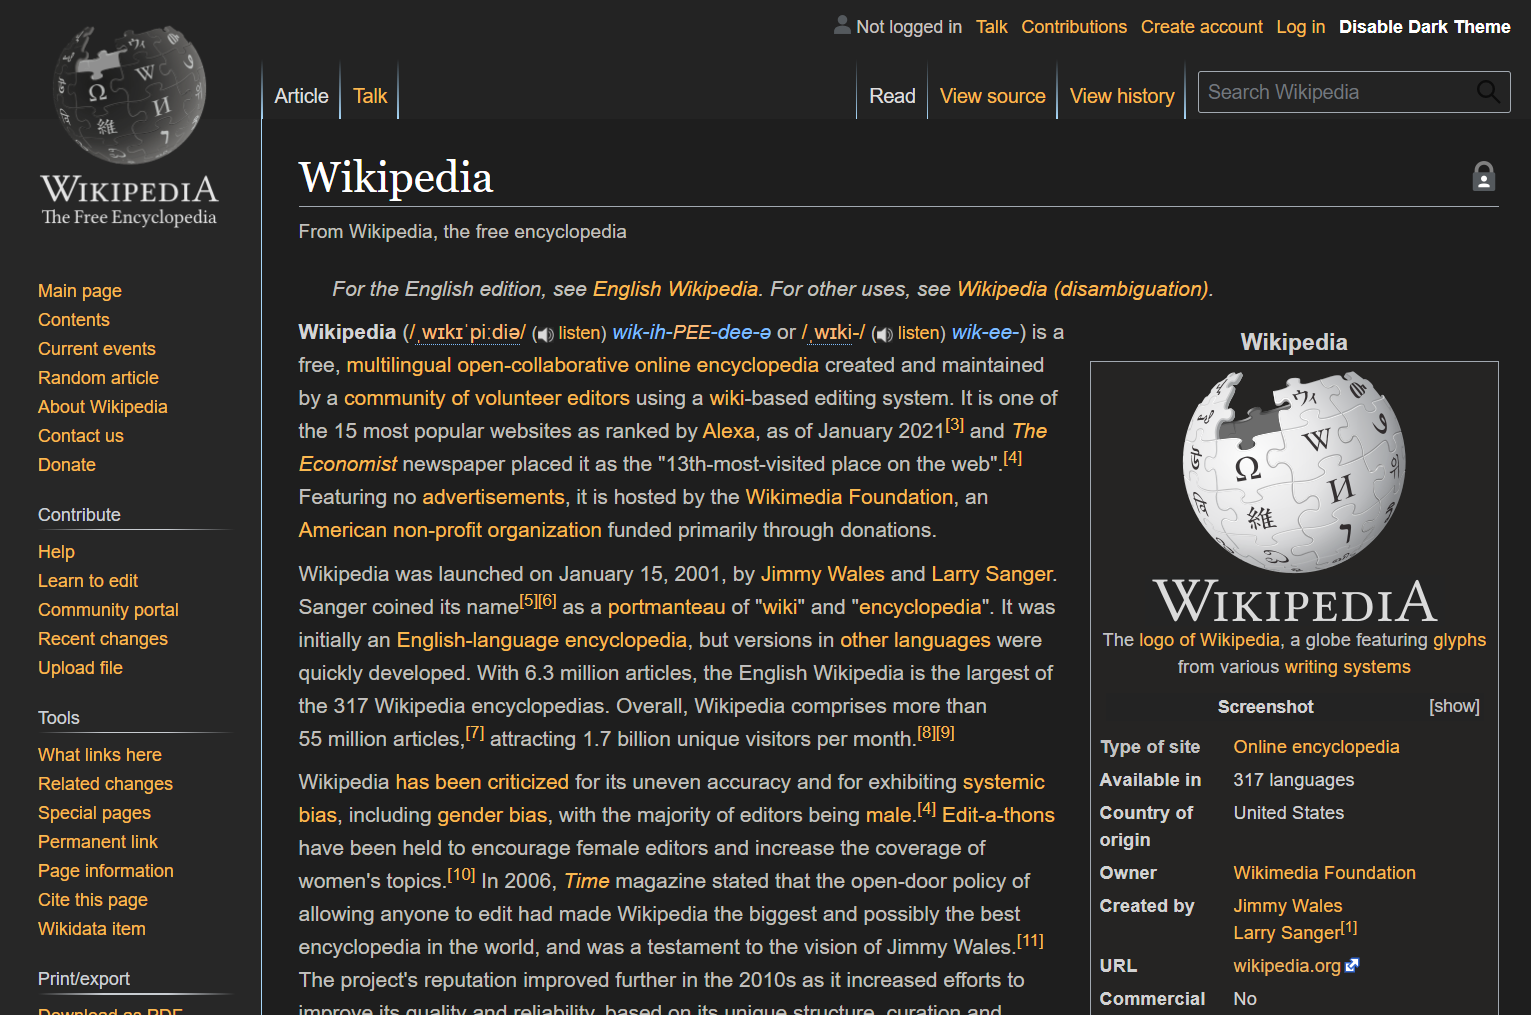 Not logged in Talk Contributions Create account Log in Disable Dark Theme
Article Talk Read View source View history Search Wikipedia
WIKIPEDIA
The Free Encyclopedia
Main page
Contents
Current events
Random article
About Wikipedia
Contact us
Donate
Contribute
Help
Learn to edit
Community portal
Recent changes
Upload file
Tools
What links here
Related changes
Special pages
Permanent link
Page information
Cite this page
Wikidata item
Print/export
Download as PDF
Wikipedia
From Wikipedia, the free encyclopedia
For the English edition, see English Wikipedia. For other uses, see Wikipedia (disambiguation).
Wikipedia (/ˌwɪkɪˈpiːdiə/ (listen) wik-ih-PEE-dee-ə or /ˌwɪki-/ (listen) wik-ee-) is a
free, multilingual open-collaborative online encyclopedia created and maintained
by a community of volunteer editors using a wiki-based editing system. It is one of
the 15 most popular websites as ranked by Alexa, as of January 2021[3] and The
Economist newspaper placed it as the "13th-most-visited place on the web".[4]
Featuring no advertisements, it is hosted by the Wikimedia Foundation, an
American non-profit organization funded primarily through donations.
Wikipedia was launched on January 15, 2001, by Jimmy Wales and Larry Sanger.
Sanger coined its name[5][6] as a portmanteau of "wiki" and "encyclopedia". It was
initially an English-language encyclopedia, but versions in other languages were
quickly developed. With 6.3 million articles, the English Wikipedia is the largest of
the 317 Wikipedia encyclopedias. Overall, Wikipedia comprises more than
55 million articles,[7] attracting 1.7 billion unique visitors per month.[8][9]
Wikipedia has been criticized for its uneven accuracy and for exhibiting systemic
bias, including gender bias, with the majority of editors being male.[4] Edit-a-thons
have been held to encourage female editors and increase the coverage of
women's topics.[10] In 2006, Time magazine stated that the open-door policy of
allowing anyone to edit had made Wikipedia the biggest and possibly the best
encyclopedia in the world, and was a testament to the vision of Jimmy Wales.[11]
The project's reputation improved further in the 2010s as it increased efforts to
improve its quality and reliability, based on its unique structure, curation and
Wikipedia
Ω W И 維 ウィ 7
WIKIPEDIA
The logo of Wikipedia, a globe featuring glyphs
from various writing systems
Screenshot [show]
Type of site Online encyclopedia
Available in 317 languages
Country of origin United States
Owner Wikimedia Foundation
Created by Jimmy Wales
Larry Sanger[1]
URL wikipedia.org
Commercial No